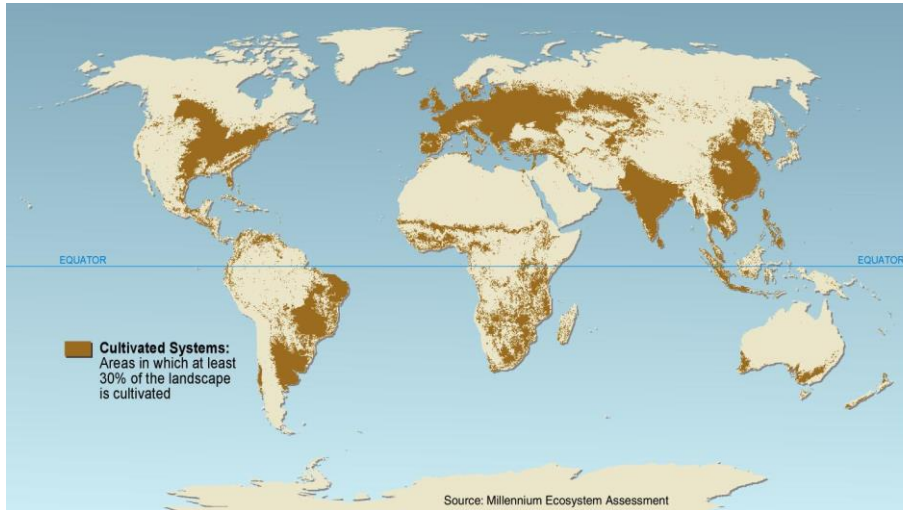 EQUATOR
EQUATOR
Cultivated Systems:
Areas in which at least
30% of the landscape
is cultivated
Source: Millennium Ecosystem Assessment